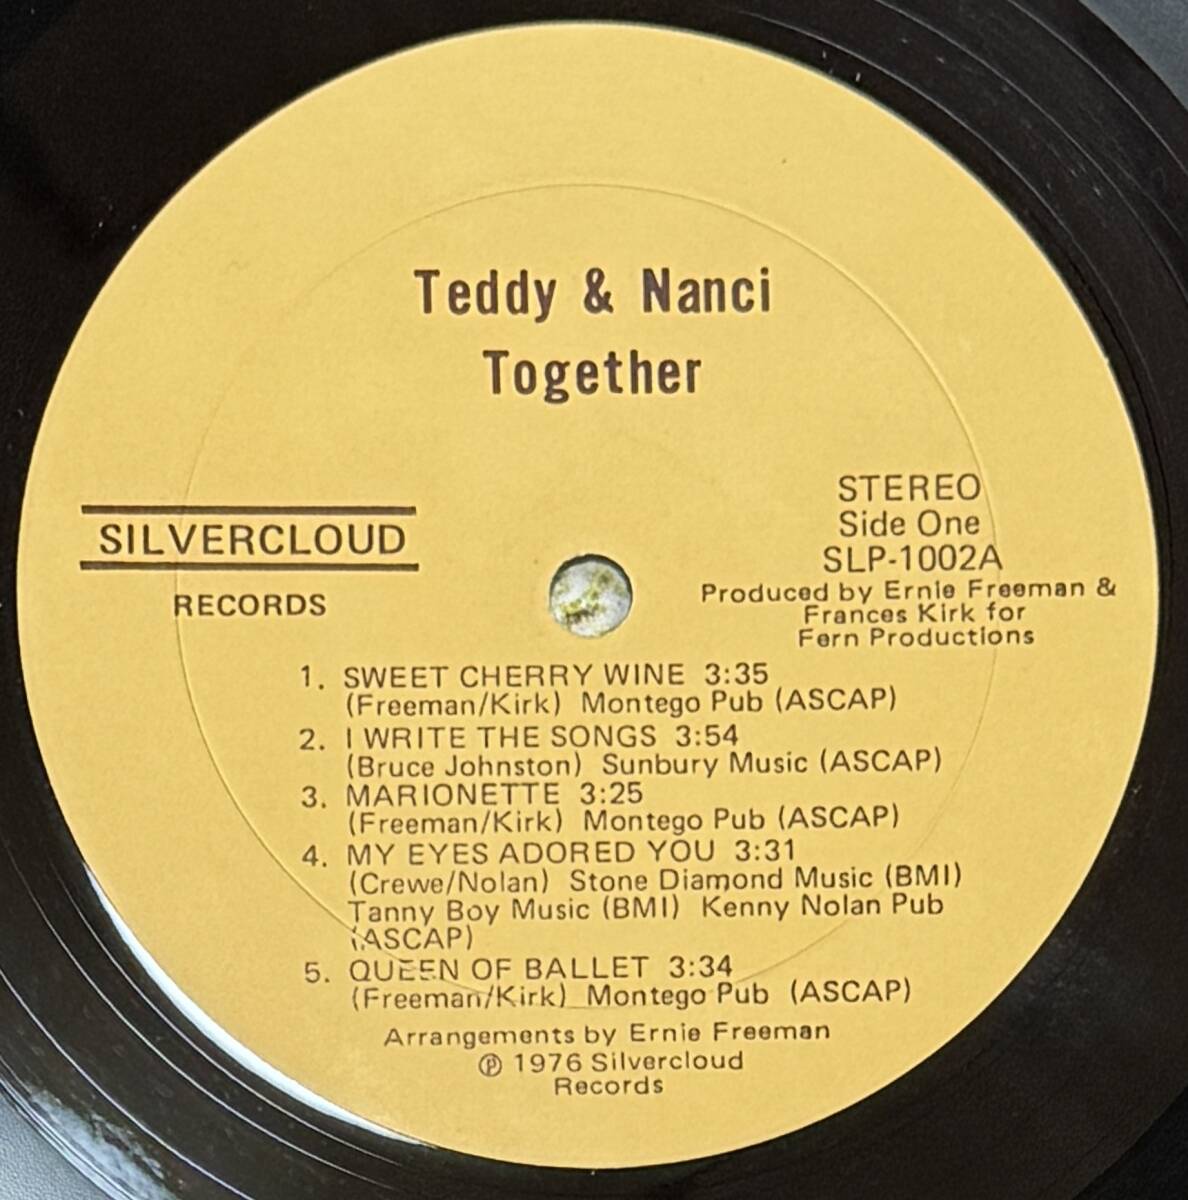 Teddy & Nanci
Together
SILVERCLOUD
RECORDS
STEREO
Side One
SLP-1002A
Produced by Ernie Freeman &
Frances Kirk for
Fern Productions
1. SWEET CHERRY WINE 3:35
(Freeman/Kirk) Montego Pub (ASCAP)
2. I WRITE THE SONGS 3:54
(Bruce Johnston) Sunbury Music (ASCAP)
3. MARIONETTE 3:25
(Freeman/Kirk) Montego Pub (ASCAP)
4. MY EYES ADORED YOU 3:31
(Crewe/Nolan) Stone Diamond Music (BMI)
Tanny Boy Music (BMI) Kenny Nolan Pub
(ASCAP)
5. QUEEN OF BALLET 3:34
(Freeman/Kirk) Montego Pub (ASCAP)
Arrangements by Ernie Freeman
℗ 1976 Silvercloud
Records